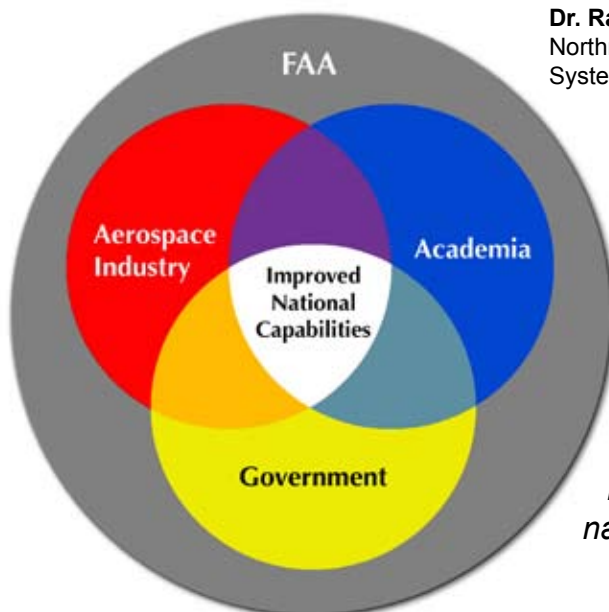 Dr. Ra
North
Syste
FAA
Aerospace
Industry
Academia
Improved
National
Capabilities
Government
na